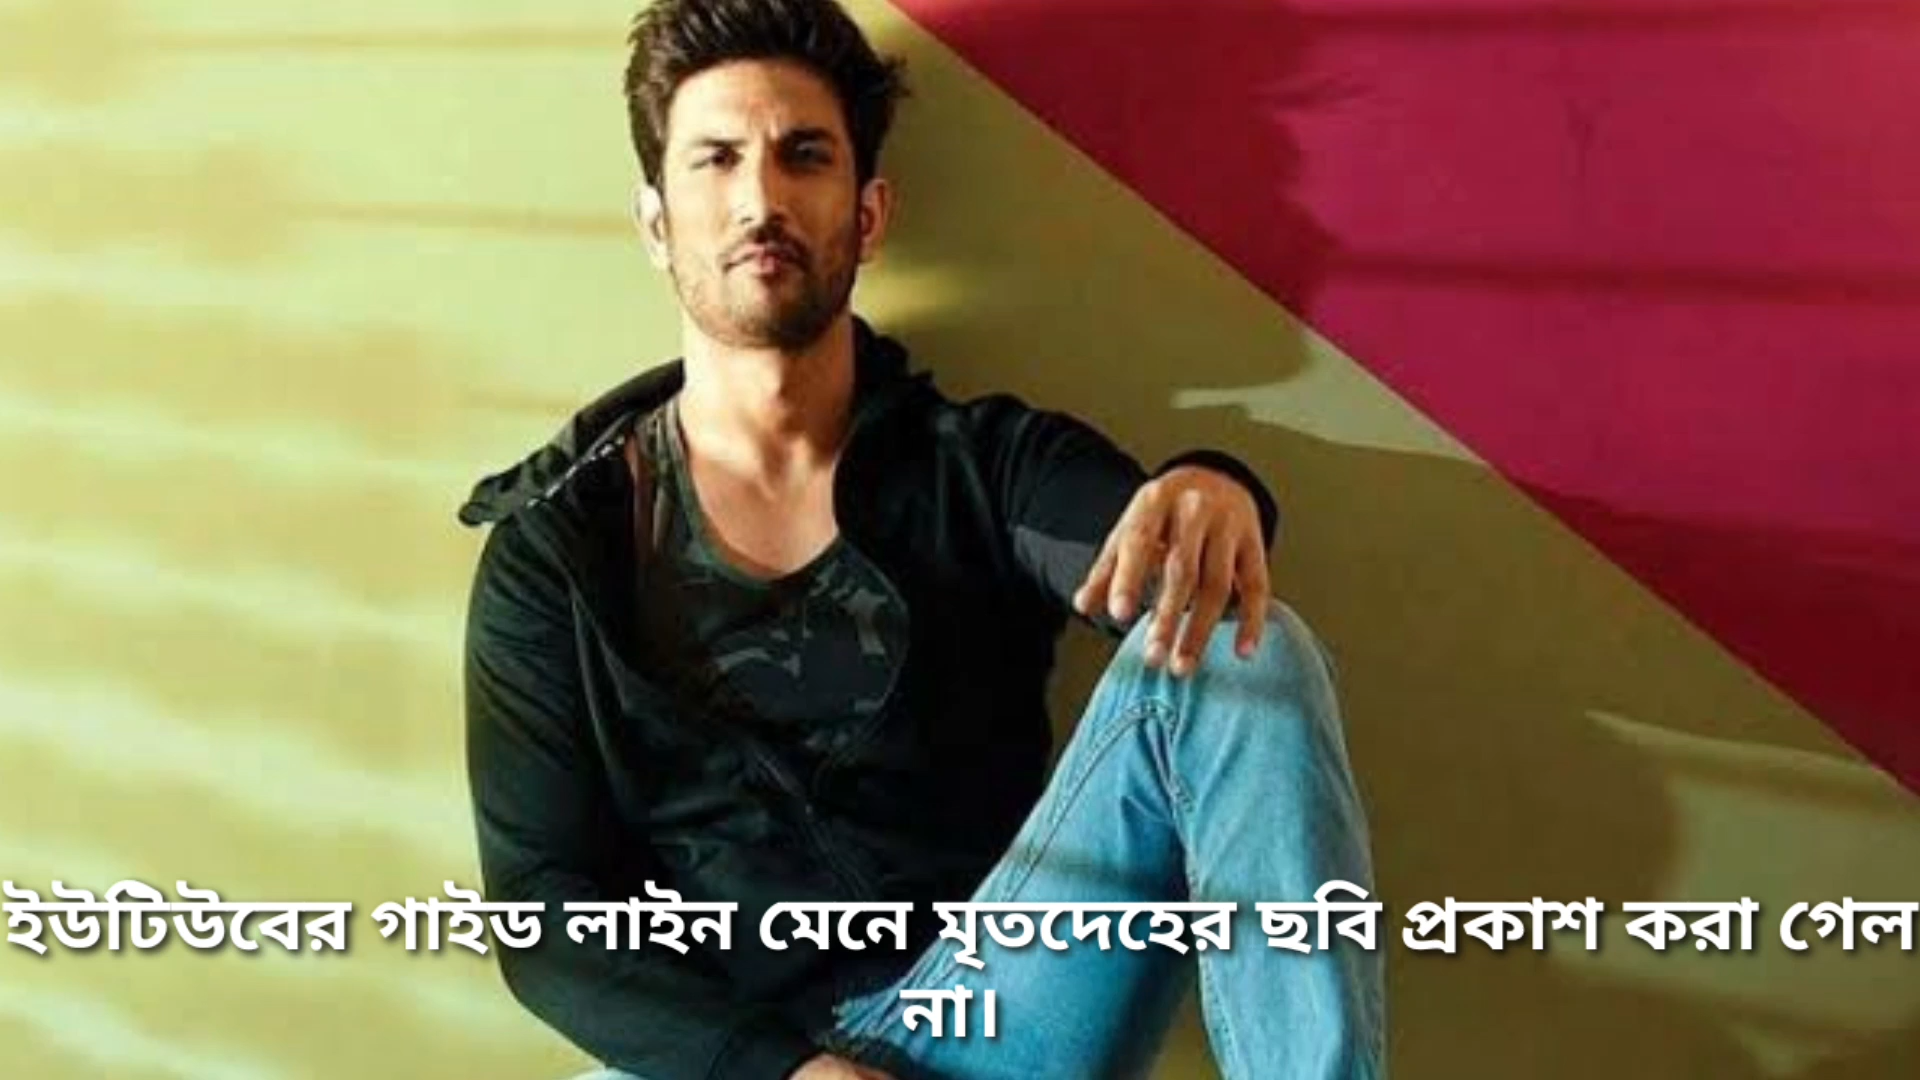 ইউটিউবের গাইড লাইন মেনে মৃতদেহের ছবি প্রকাশ করা গেল
না।